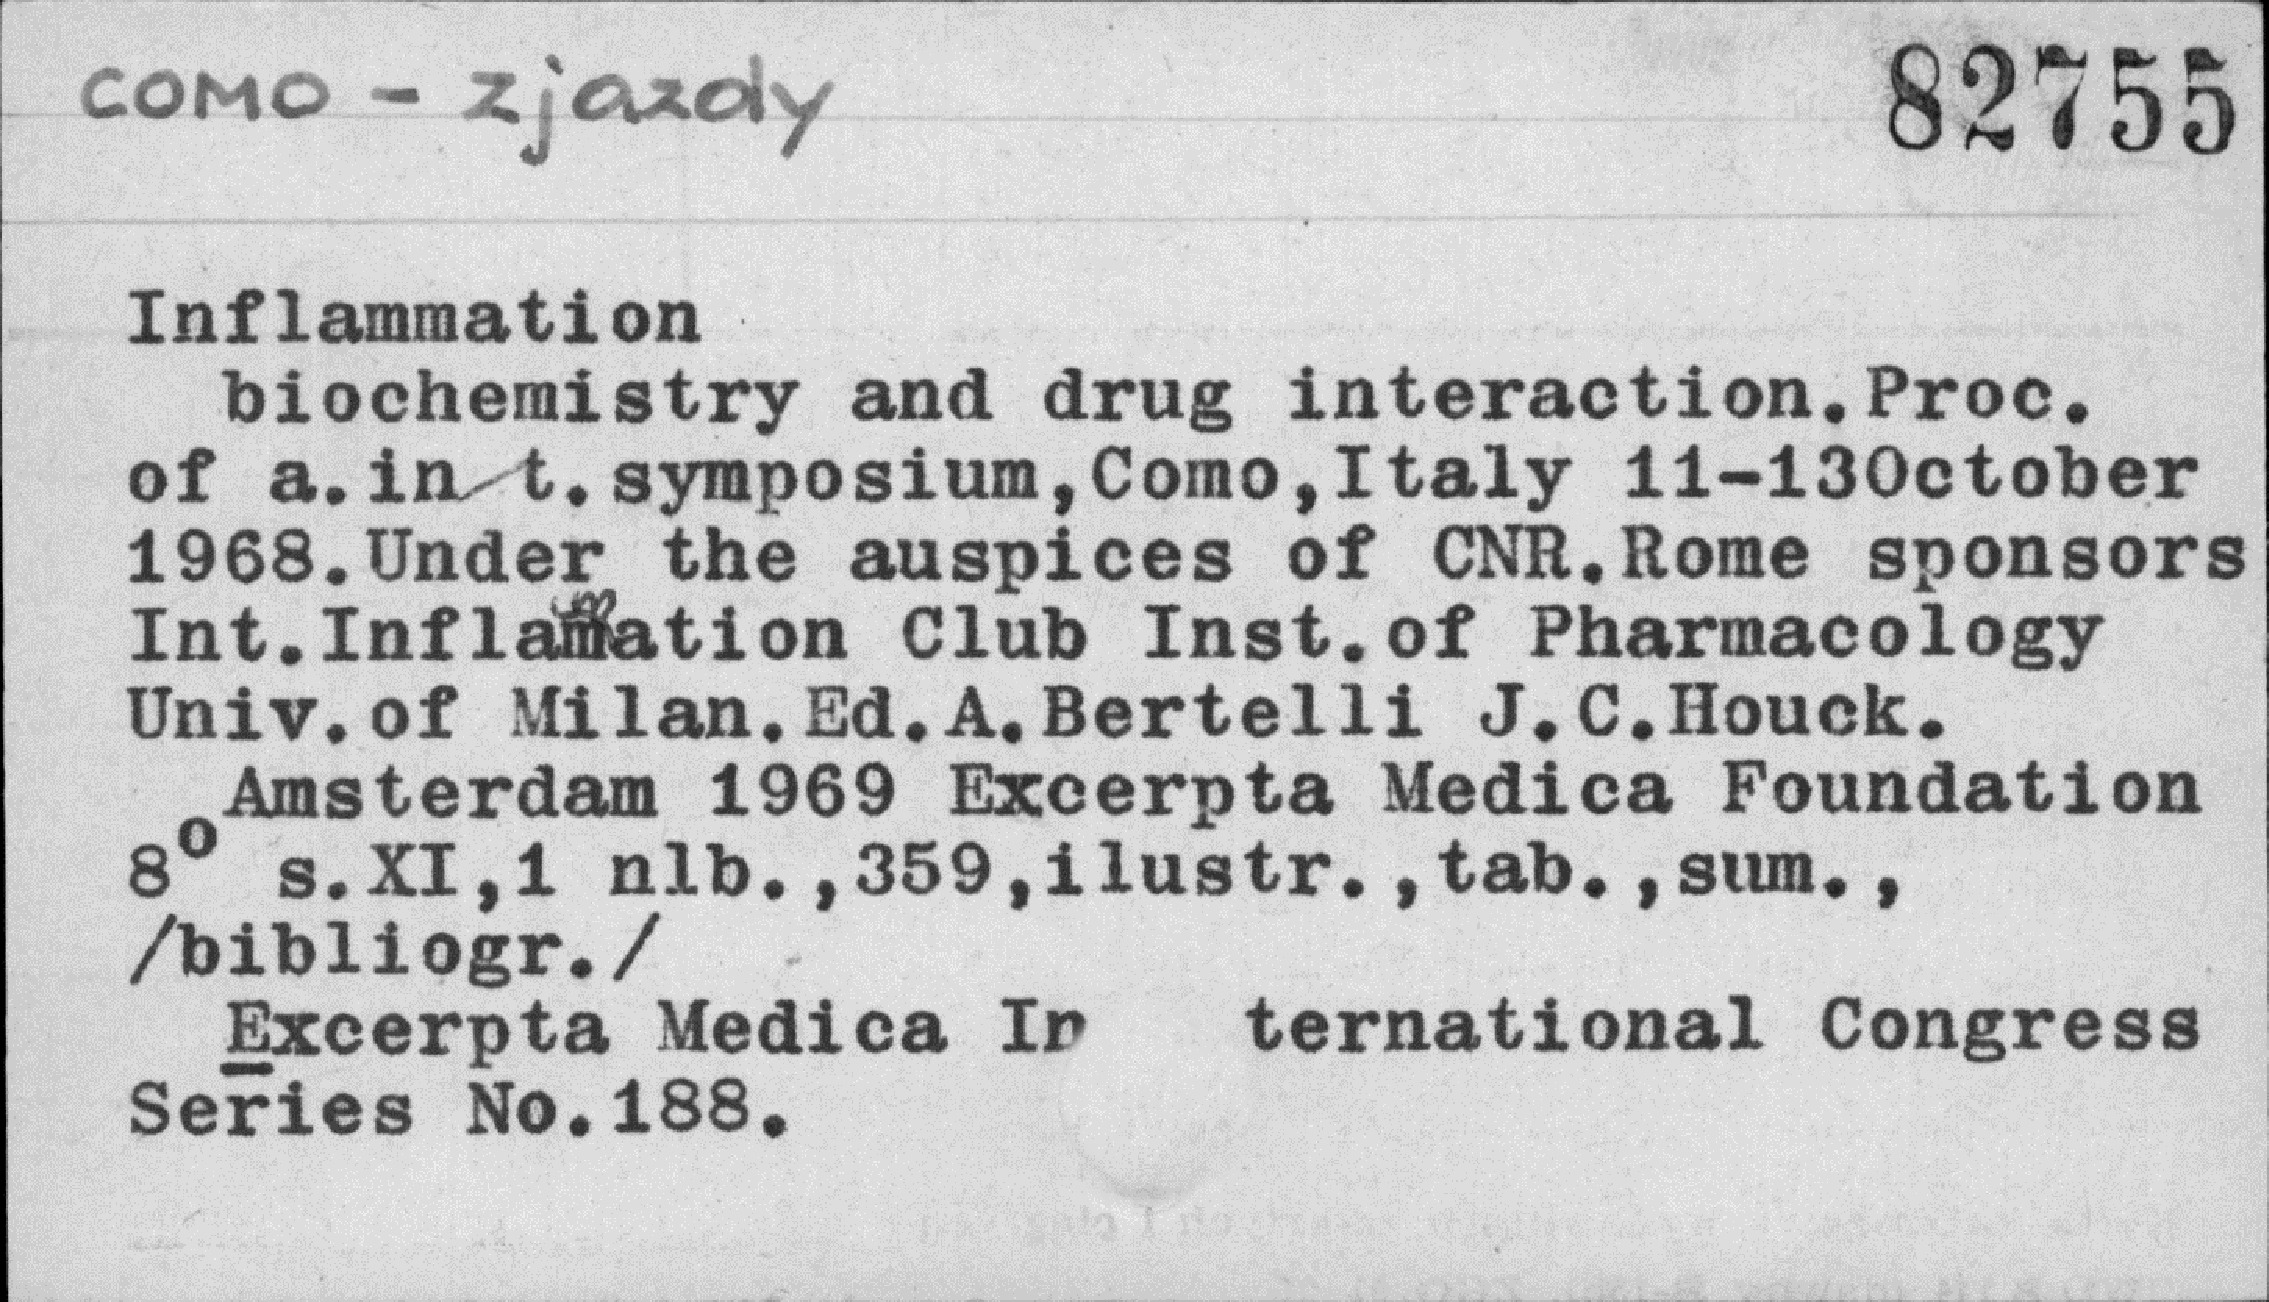 COMO - zjazdy
82755
Inflammation
biochemistry and drug interaction.Proc.
of a.in t.symposium,Como,Italy 11-13October
1968.Under the auspices of CNR.Rome sponsors
Int.Inflammation Club Inst.of Pharmacology
Univ.of Milan.Ed.A.Bertelli J.C.Houck.
Amsterdam 1969 Excerpta Medica Foundation
8° s.XI,1 nlb.,359,ilustr.,tab.,sum.,
/bibliogr./
Excerpta Medica In ternational Congress
Series No.188.